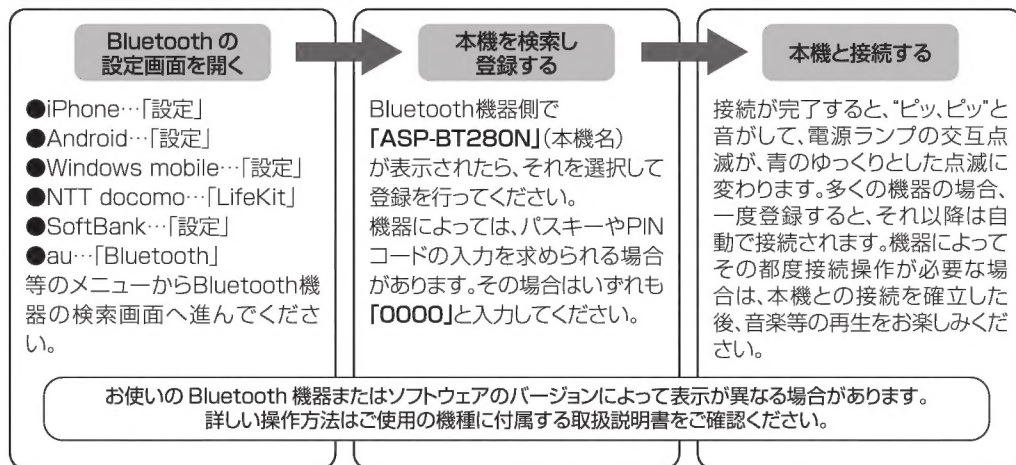 Bluetooth の
設定画面を開く
●iPhone…「設定」
●Android…「設定」
●Windows mobile…「設定」
●NTT docomo…「LifeKit」
●SoftBank…「設定」
●au…「Bluetooth」
等のメニューからBluetooth機
器の検索画面へ進んでくださ
い。
本機を検索し
登録する
Bluetooth機器側で
「ASP-BT280N」(本機名)
が表示されたら、それを選択して
登録を行ってください。
機器によっては、パスキーやPIN
コードの入力を求められる場合
があります。その場合はいずれも
「0000」と入力してください。
本機と接続する
接続が完了すると、“ピッ、ピッ”と
音がして、電源ランプの交互点
滅が、青のゆっくりとした点滅に
変わります。多くの機器の場合、
一度登録すると、それ以降は自
動で接続されます。機器によって
その都度接続操作が必要な場
合は、本機との接続を確立した
後、音楽等の再生をお楽しみくだ
さい。
お使いの Bluetooth 機器またはソフトウェアのバージョンによって表示が異なる場合があります。
詳しい操作方法はご使用の機種に付属する取扱説明書をご確認ください。